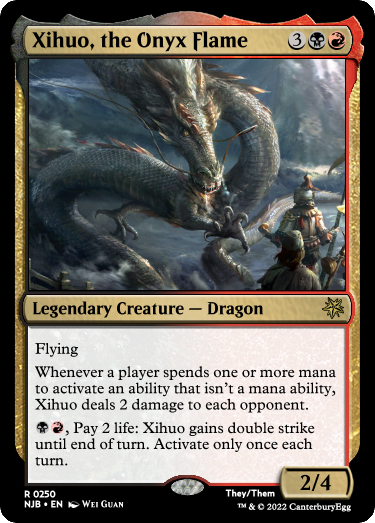 Xihuo, the Onyx Flame 3
Legendary Creature — Dragon
Flying
Whenever a player spends one or more mana
to activate an ability that isn't a mana ability,
Xihuo deals 2 damage to each opponent.
, Pay 2 life: Xihuo gains double strike
until end of turn. Activate only once each
turn.
2/4
R 0250
NJB • EN Wei Guan
They/Them
™ & © 2022 CanterburyEgg